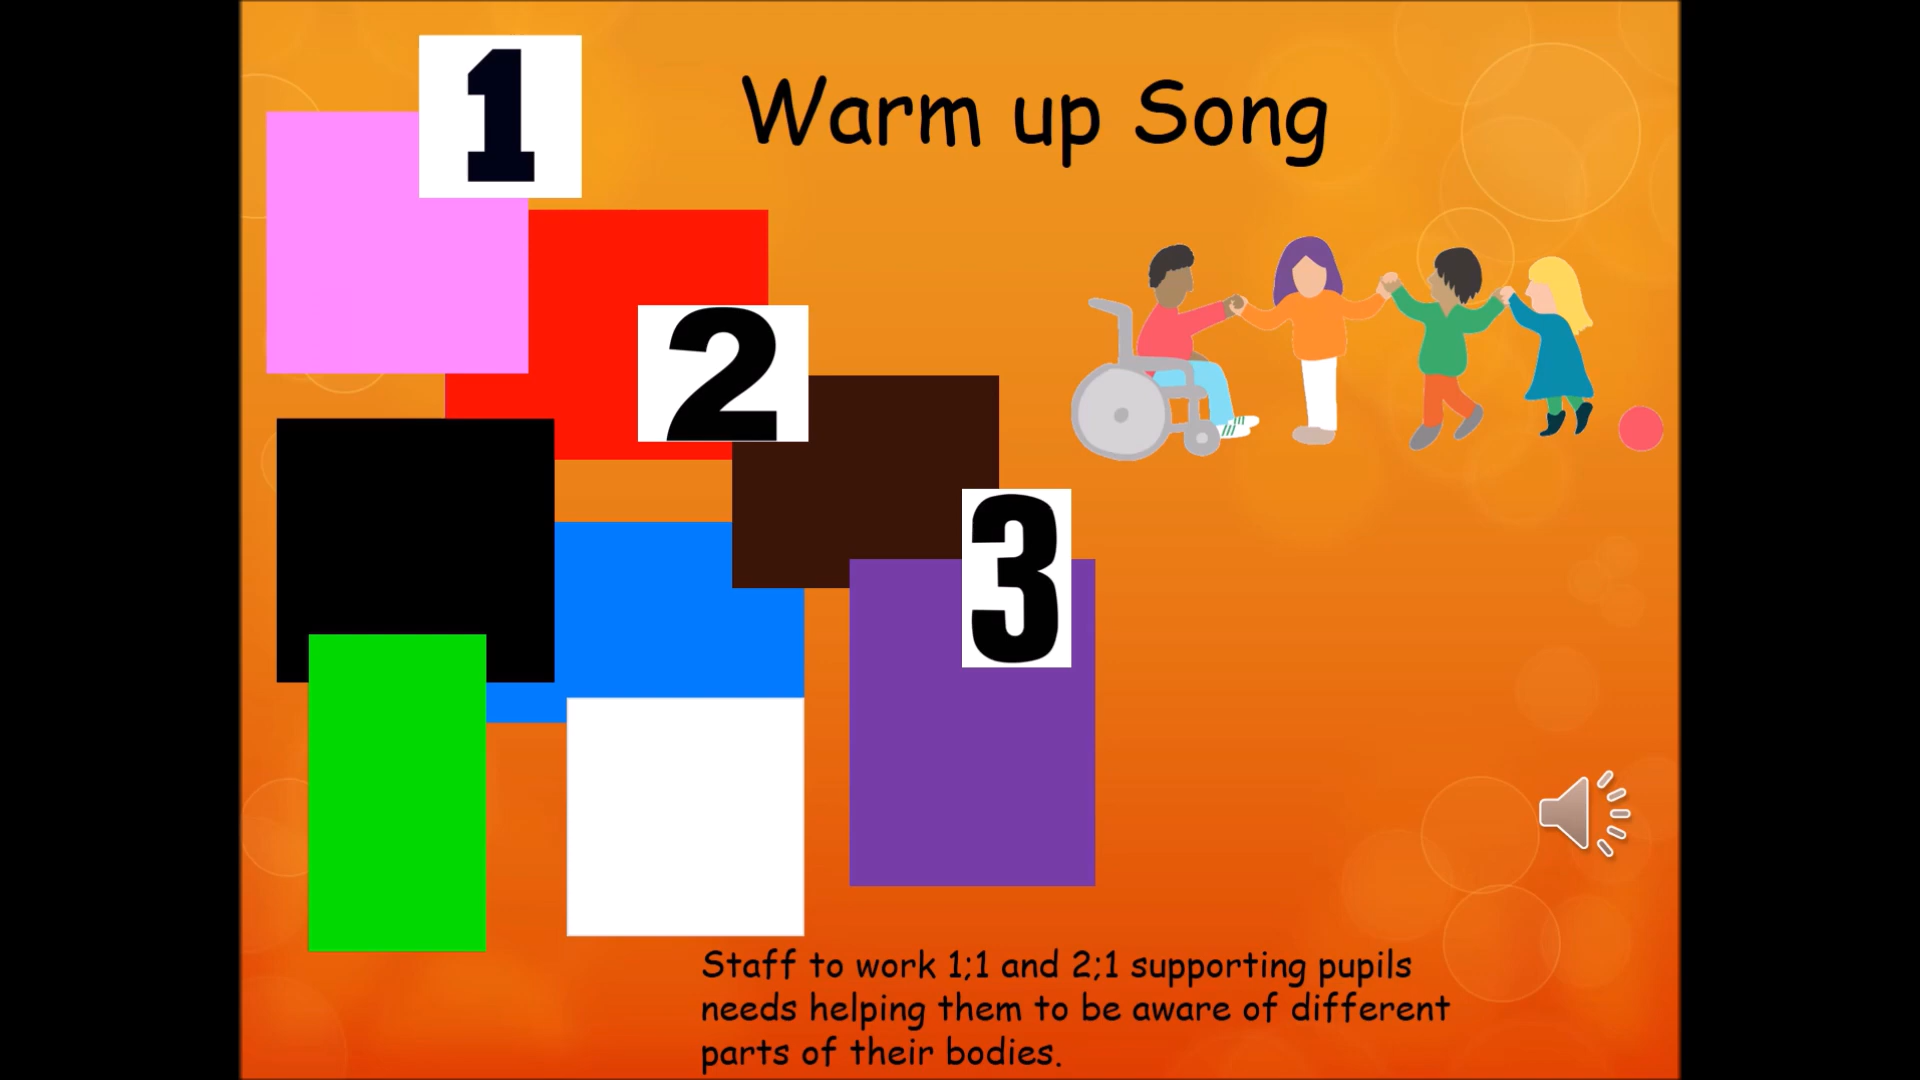 1
Warm up Song
2
3
Staff to work 1;1 and 2;1 supporting pupils
needs helping them to be aware of different
parts of their bodies.